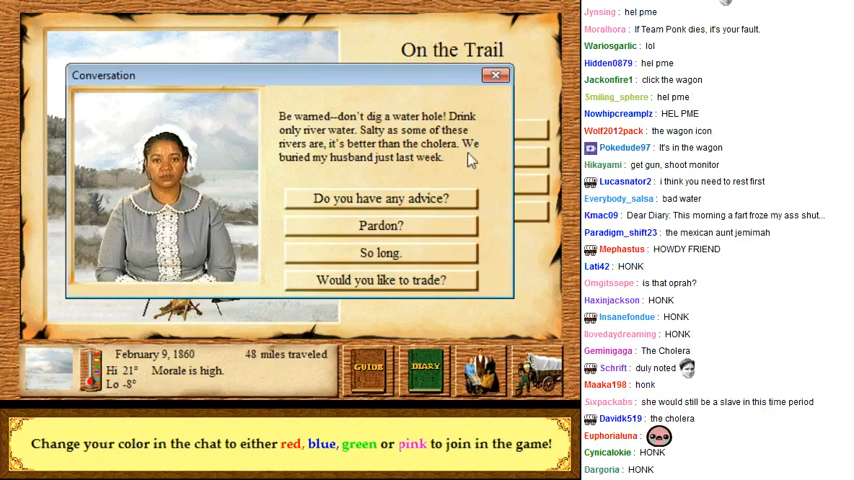 On the Trail
Conversation
Be warned--don't dig a water hole! Drink
only river water. Salty as some of these
rivers are, it's better than the cholera. We
buried my husband just last week.
Do you have any advice?
Pardon?
So long.
Would you like to trade?
February 9, 1860
48 miles traveled
Hi 21° Morale is high.
Lo -8°
GUIDE
DIARY
Change your color in the chat to either red, blue, green or pink to join in the game!
Jynsing : hel pme
Moralhora : If Team Ponk dies, it's your fault.
Wariosgarlic : lol
Hidden0879 : hel pme
Jackonfire1 : click the wagon
Smiling_sphere : hel pme
Nowhipcreamplz : HEL PME
Wolf2012pack : the wagon icon
Pokedude97 : It's in the wagon
Hikayami : get gun, shoot monitor
Lucasnator2 : i think you need to rest first
Everybody_salsa : bad water
Kmac09 : Dear Diary: This morning a fart froze my ass shut...
Paradigm_shift23 : the mexican aunt jemimah
Mephastus : HOWDY FRIEND
Lati42 : HONK
Omgitssepe : is that oprah?
Haxinjackson : HONK
Insanefondue : HONK
Ilovedaydreaming : HONK
Geminigaga : The Cholera
Schrift : duly noted
Maaka198 : honk
Sixpackabs : she would still be a slave in this time period
Davidk519 : the cholera
Euphorialuna :
Cynicalokie : HONK
Dargoria : HONK